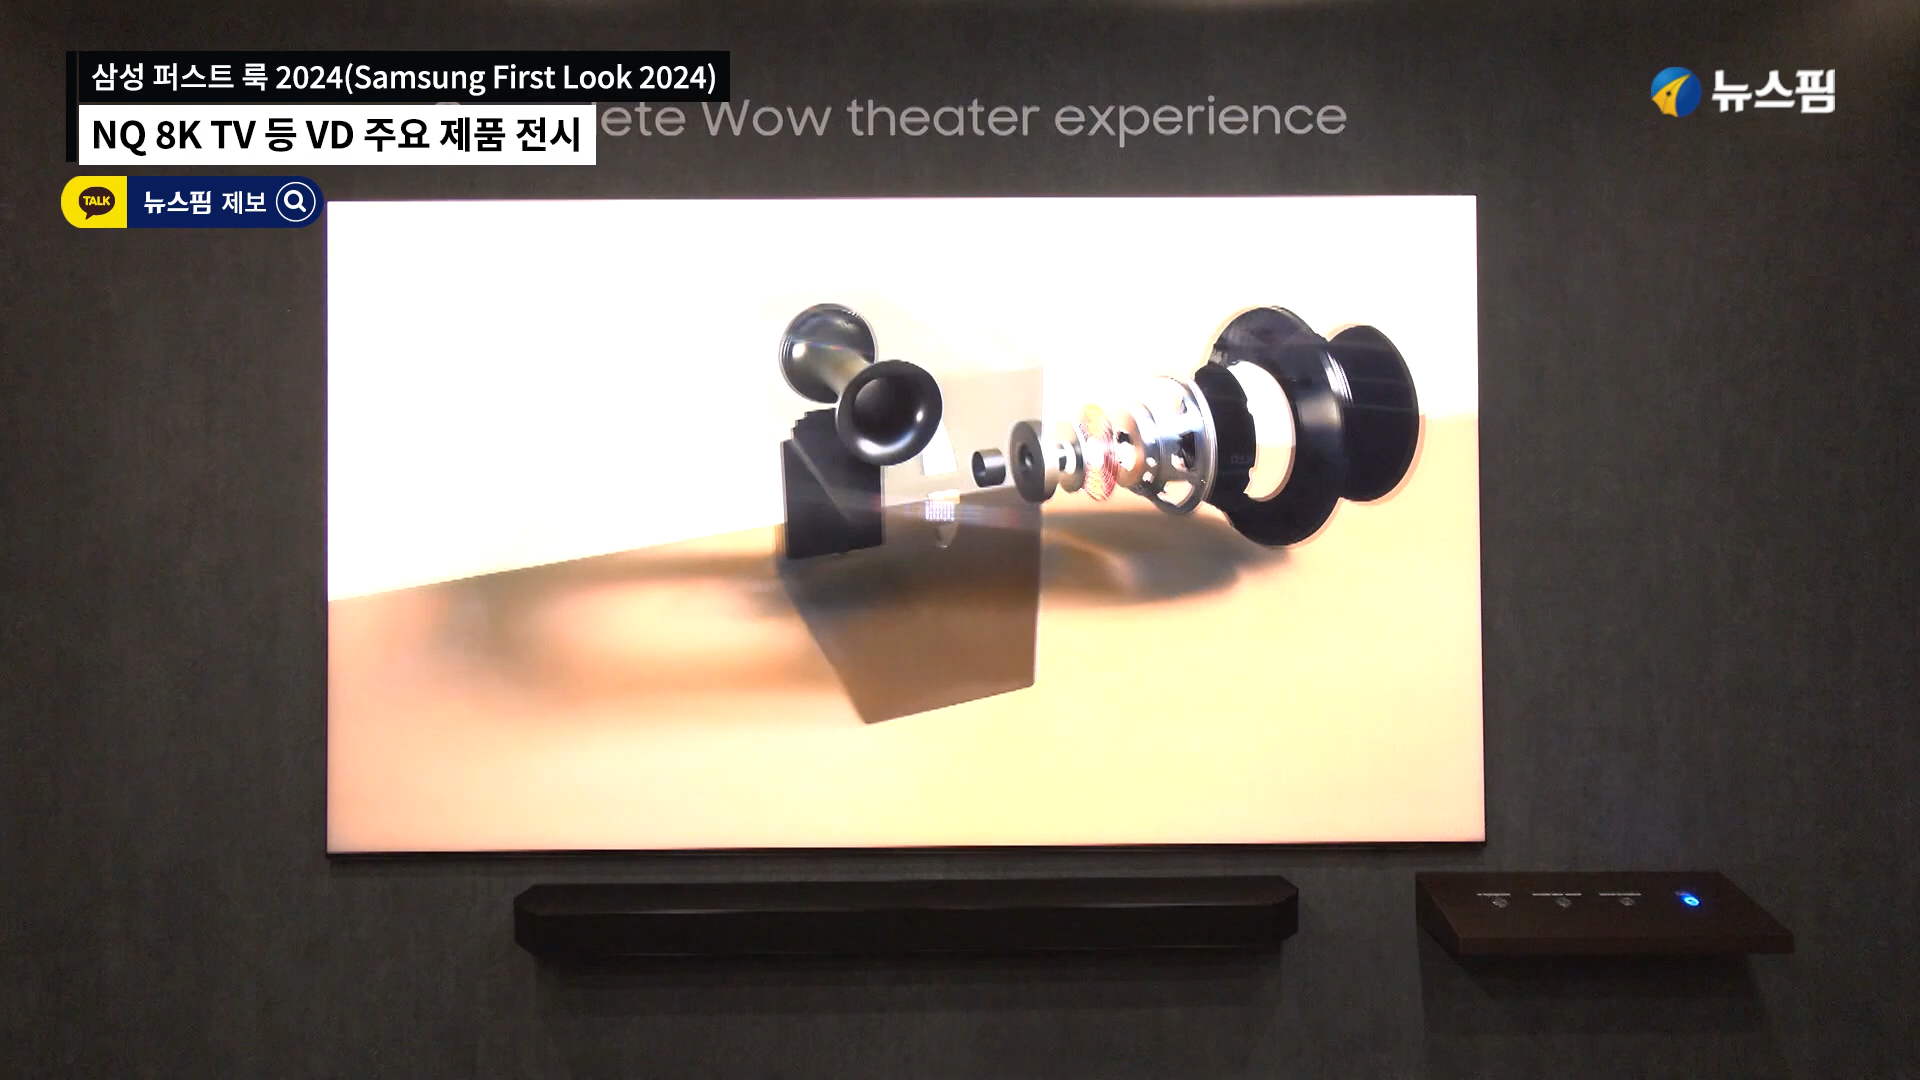 삼성 퍼스트 룩 2024(Samsung First Look 2024)
ete Wow theater experience
NQ 8K TV 등 VD 주요 제품 전시
TALK 뉴스핌 제보
뉴스핌